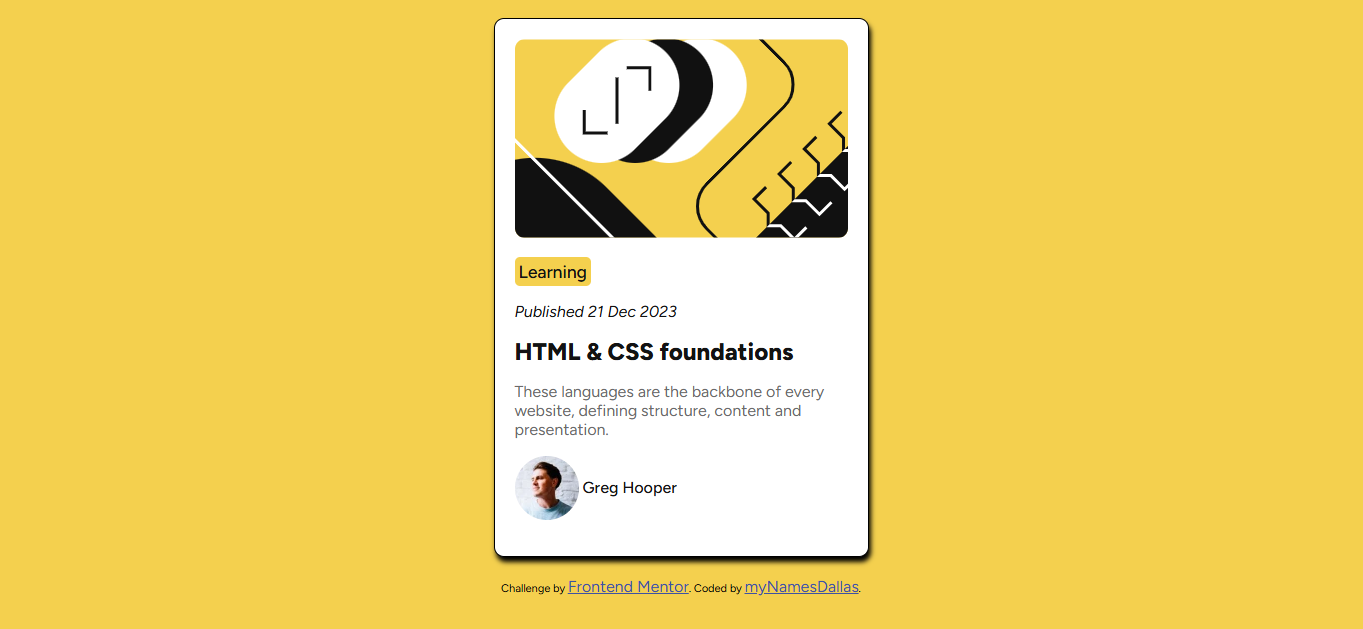 Learning
Published 21 Dec 2023
HTML & CSS foundations
These languages are the backbone of every
website, defining structure, content and
presentation.
Greg Hooper
Challenge by Frontend Mentor. Coded by myNamesDallas.